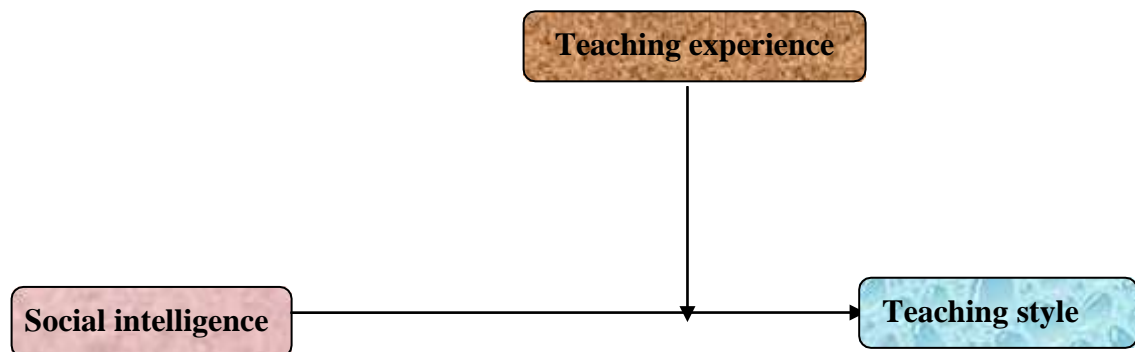 Teaching experience
Social intelligence
Teaching style